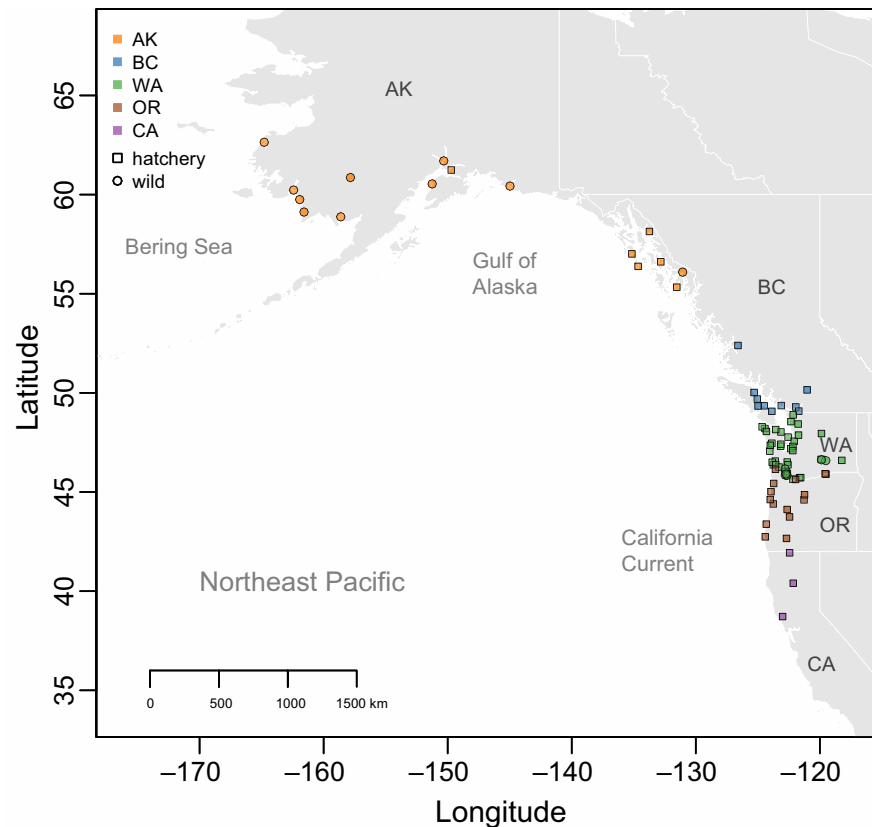 AK
BC
WA
OR
CA
hatchery
wild
AK
Bering Sea
Gulf of
Alaska
BC
WA
OR
California
Current
Northeast Pacific
CA
0 500 1000 1500 km
65
60
55
50
45
40
35
Latitude
−170 −160 −150 −140 −130 −120
Longitude